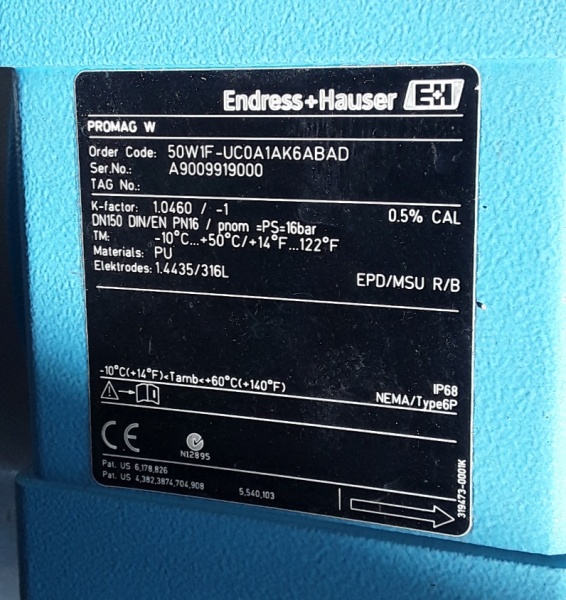 Endress+Hauser E+H
PROMAG W
Order Code: 50W1F-UC0A1AK6ABAD
Ser.No.: A9009919000
TAG No.:
K-factor: 1.0460 / -1 0.5% CAL
DN150 DIN/EN PN16 / pnom =PS=16bar
TM: -10°C...+50°C/+14°F...122°F
Materials: PU
Elektrodes: 1.4435/316L
EPD/MSU R/B
-10°C(+14°F)<Tamb<+60°C(+140°F) IP68
NEMA/Type6P
CE
N12895
Pat. US 6,178,826
Pat. US 4,382,3874,704,908 5,540,103
319473-0001K